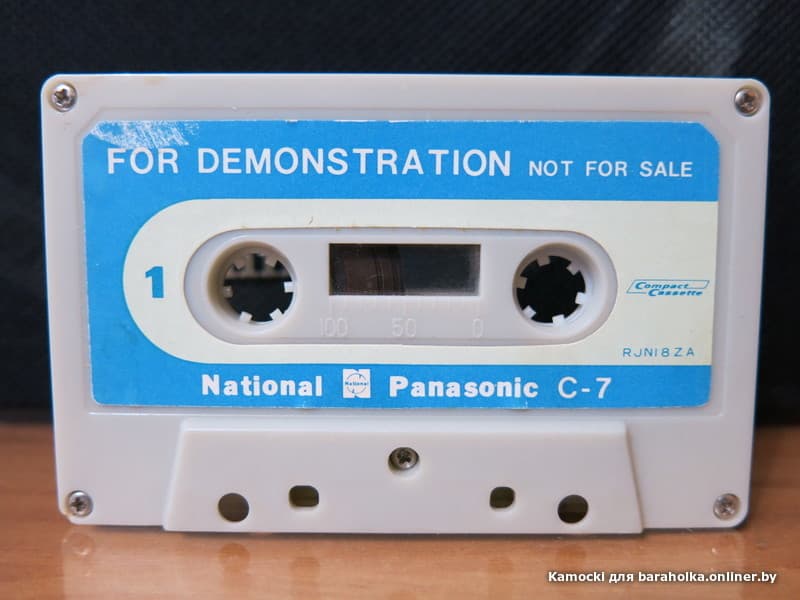 FOR DEMONSTRATION NOT FOR SALE
1
Compact
Cassette
100 50 0
RJN18ZA
National National Panasonic C-7
Kamocki для baraholka.onliner.by